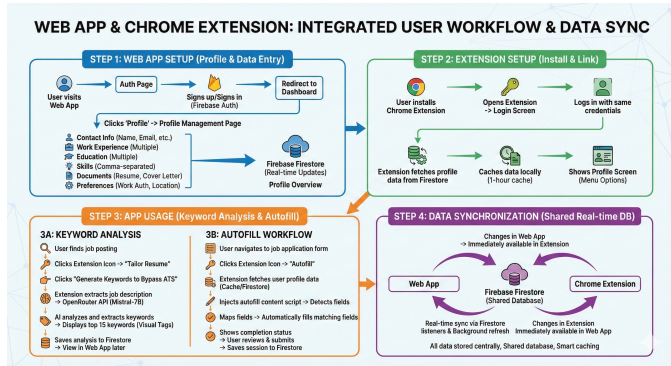 WEB APP & CHROME EXTENSION: INTEGRATED USER WORKFLOW & DATA SYNC
STEP 1: WEB APP SETUP (Profile & Data Entry)
User visits
Web App
Auth Page
Signs up/Signs in
(Firebase Auth)
Redirect to
Dashboard
Clicks 'Profile' -> Profile Management Page
Contact Info (Name, Email, etc.)
Work Experience (Multiple)
Education (Multiple)
Skills (Comma-separated)
Documents (Resume, Cover Letter)
Preferences (Work Auth, Location)
Firebase Firestore
(Real-time Updates)
Profile Overview
STEP 2: EXTENSION SETUP (Install & Link)
User installs
Chrome Extension
Opens Extension
-> Login Screen
Logs in with same
credentials
Extension fetches profile
data from Firestore
Caches data locally
(1-hour cache)
Shows Profile Screen
(Menu Options)
STEP 3: APP USAGE (Keyword Analysis & Autofill)
3A: KEYWORD ANALYSIS
User finds job posting
Clicks Extension Icon → "Tailor Resume"
Clicks "Generate Keywords to Bypass ATS"
Extension extracts job description
→ OpenRouter API (Mistral-7B)
AI analyzes and extracts keywords
→ Displays top 15 keywords (Visual Tags)
Saves analysis to Firestore
→ View in Web App later
3B: AUTOFILL WORKFLOW
User navigates to job application form
Clicks Extension Icon → "Autofill"
Extension fetches user profile data
(Cache/Firestore)
Injects autofill content script → Detects fields
Maps fields → Automatically fills matching fields
Shows completion status
→ User reviews & submits
→ Saves session to Firestore
STEP 4: DATA SYNCHRONIZATION (Shared Real-time DB)
Changes in Web App
→ Immediately available in Extension
Web App
Firebase Firestore
(Shared Database)
Chrome Extension
Real-time sync via Firestore
listeners & Background refresh
Changes in Extension
Immediately available in Web App
All data stored centrally, Shared database, Smart caching